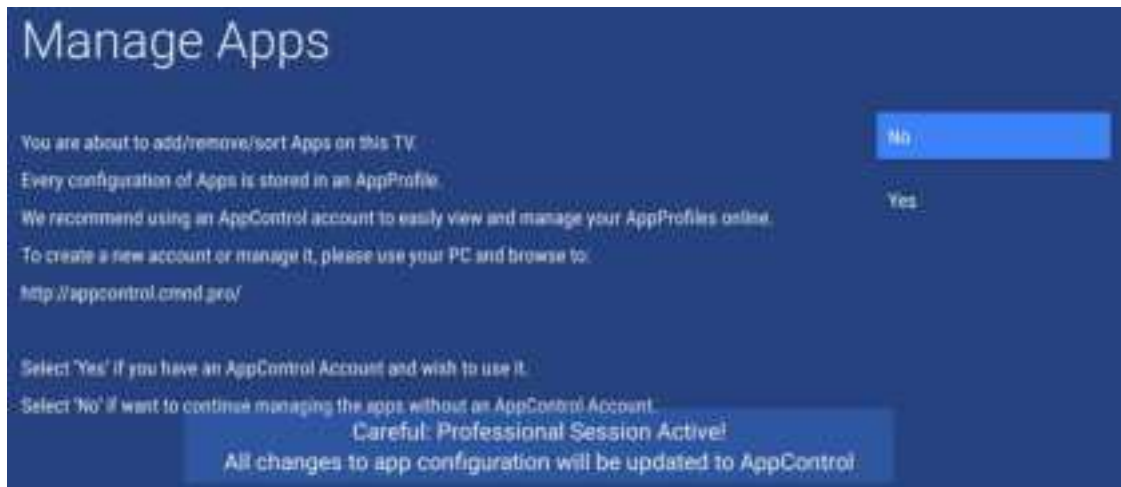 Manage Apps
You are about to add/remove/sort Apps on this TV.
No
Every configuration of Apps is stored in an AppProfile.
We recommend using an AppControl account to easily view and manage your AppProfiles online.
Yes
To create a new account or manage it, please use your PC and browse to:
http://appcontrol.cmnd.pro/
Select 'Yes' if you have an AppControl Account and wish to use it.
Select 'No' if want to continue managing the apps without an AppControl Account.
Careful: Professional Session Active!
All changes to app configuration will be updated to AppControl